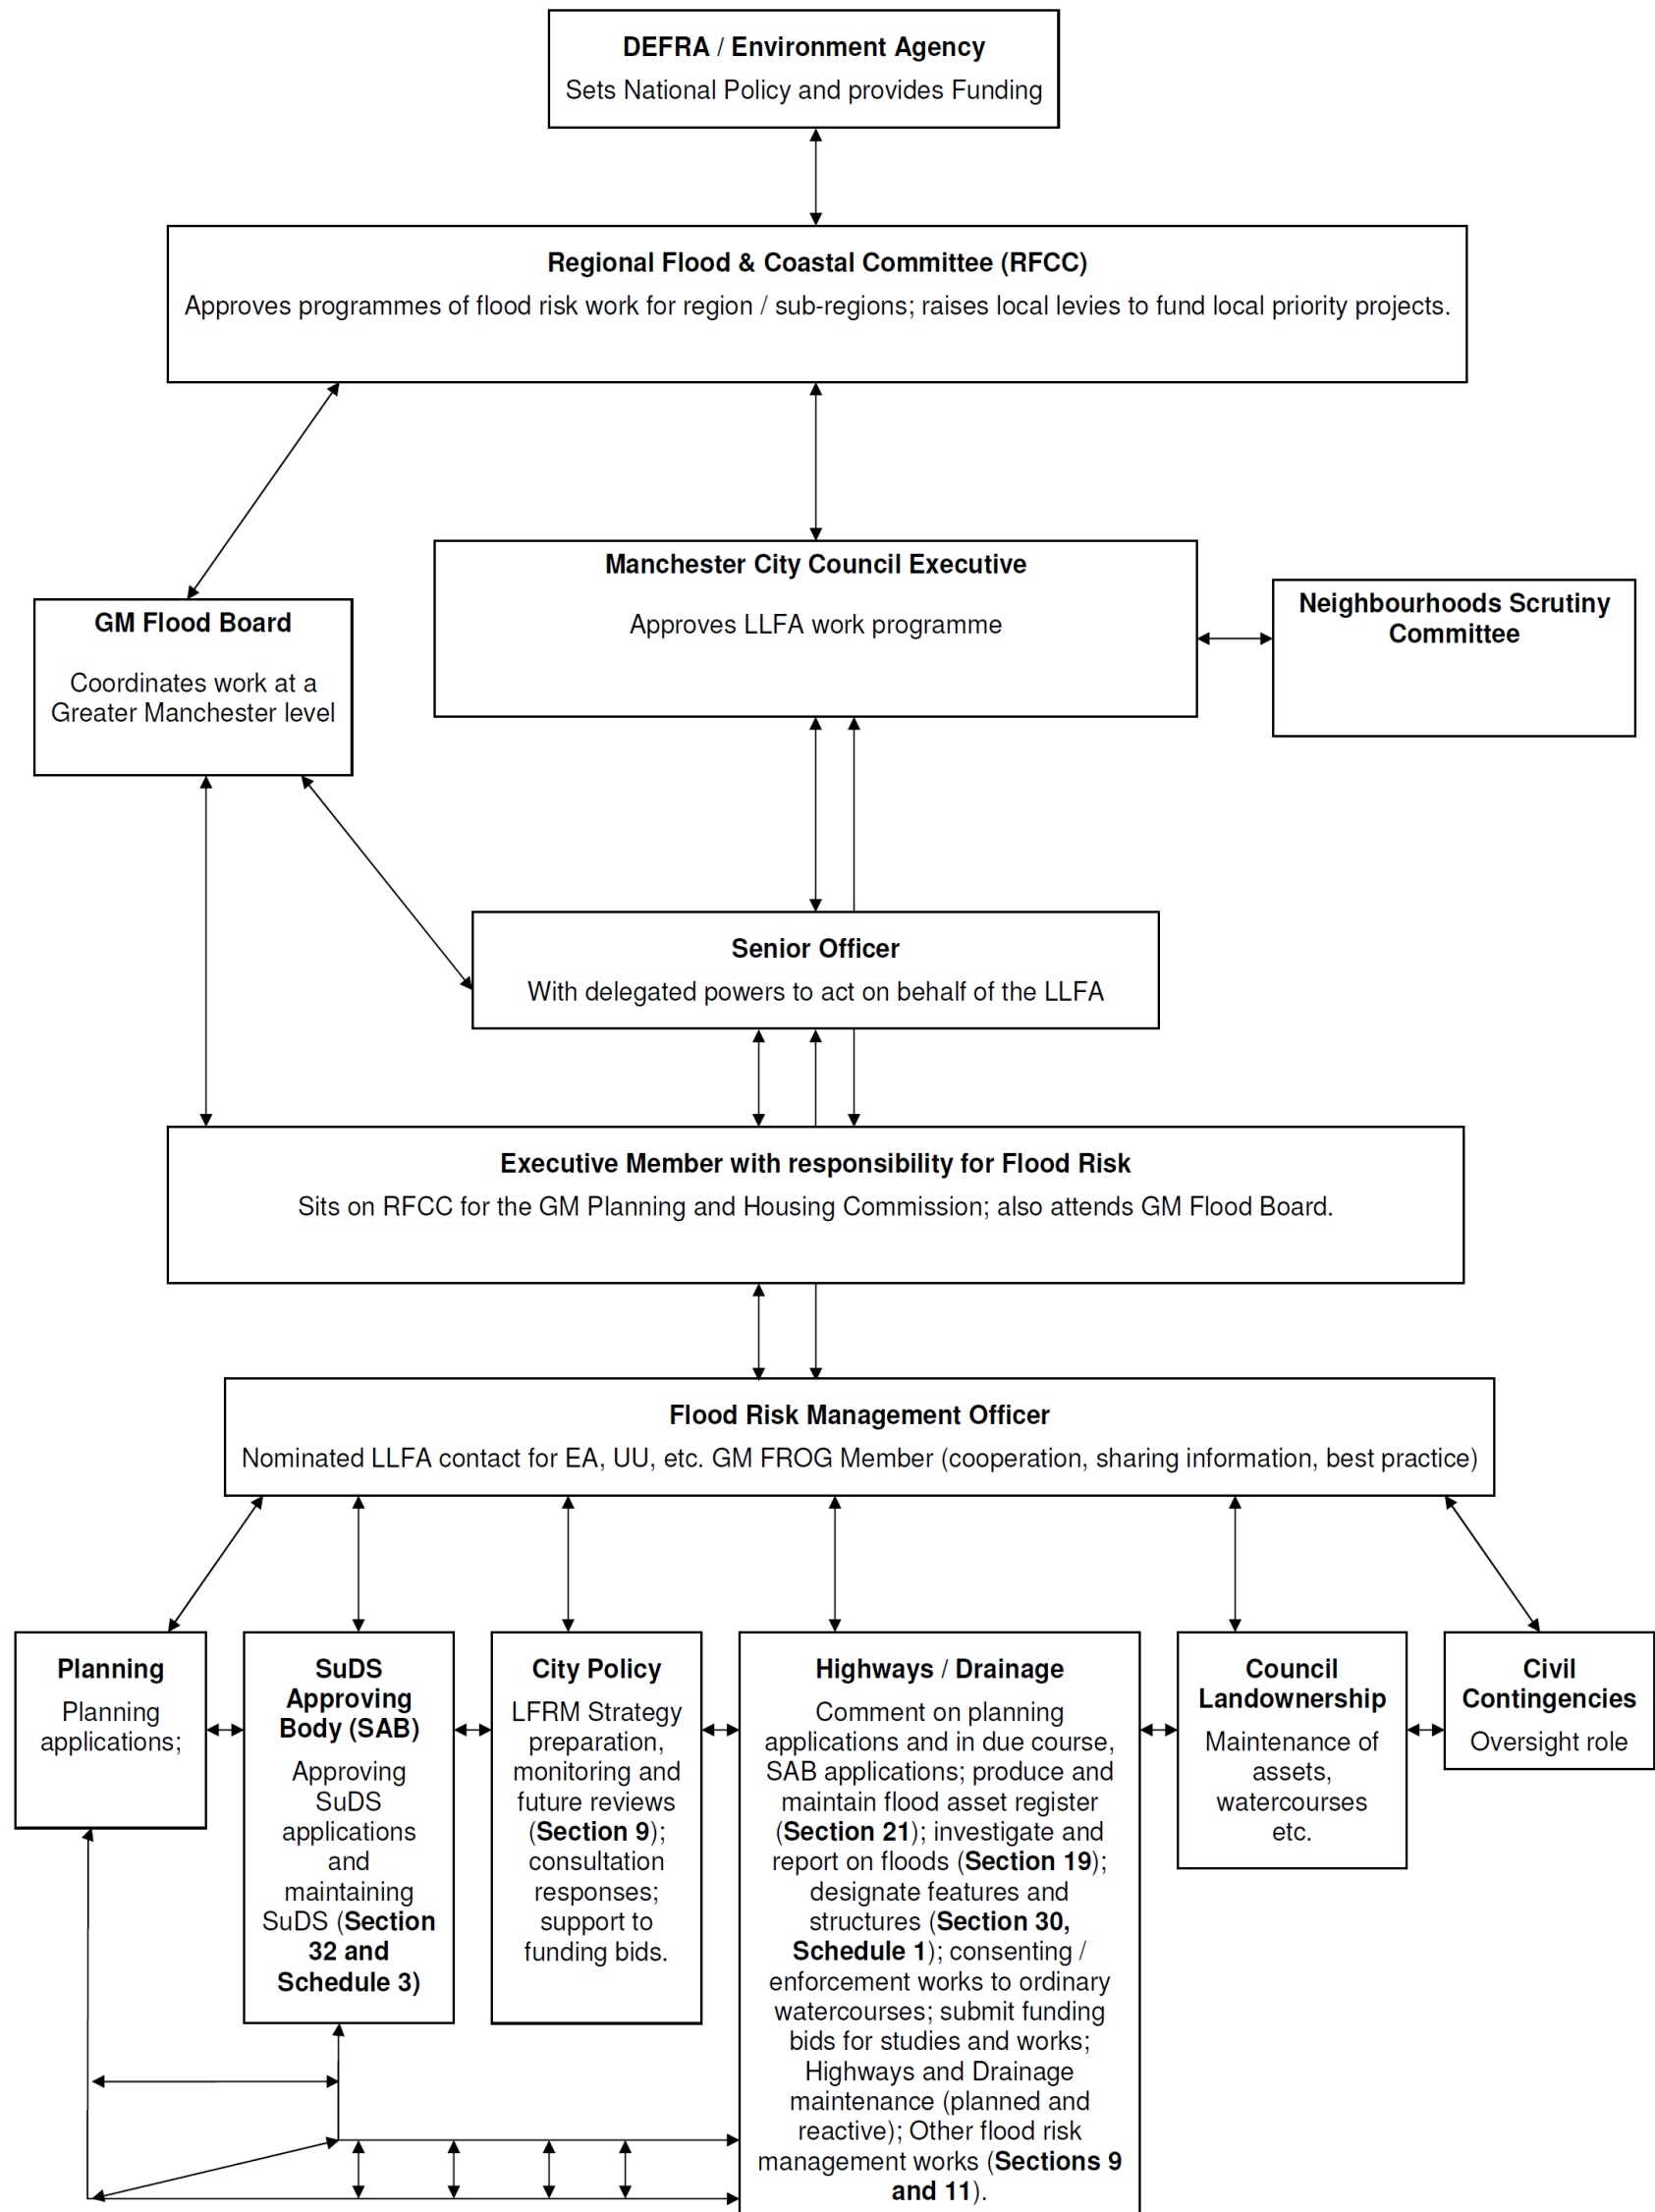 DEFRA / Environment Agency
Sets National Policy and provides Funding
Regional Flood & Coastal Committee (RFCC)
Approves programmes of flood risk work for region / sub-regions; raises local levies to fund local priority projects.
Manchester City Council Executive
Approves LLFA work programme
Neighbourhoods Scrutiny
Committee
GM Flood Board
Coordinates work at a
Greater Manchester level
Senior Officer
With delegated powers to act on behalf of the LLFA
Executive Member with responsibility for Flood Risk
Sits on RFCC for the GM Planning and Housing Commission; also attends GM Flood Board.
Flood Risk Management Officer
Nominated LLFA contact for EA, UU, etc. GM FROG Member (cooperation, sharing information, best practice)
Planning
Planning
applications;
SuDS
Approving
Body (SAB)
Approving
SuDS
applications
and
maintaining
SuDS (Section
32 and
Schedule 3)
City Policy
LFRM Strategy
preparation,
monitoring and
future reviews
(Section 9);
consultation
responses;
support to
funding bids.
Highways / Drainage
Comment on planning
applications and in due course,
SAB applications; produce and
maintain flood asset register
(Section 21); investigate and
report on floods (Section 19);
designate features and
structures (Section 30,
Schedule 1); consenting /
enforcement works to ordinary
watercourses; submit funding
bids for studies and works;
Highways and Drainage
maintenance (planned and
reactive); Other flood risk
management works (Sections 9
and 11).
Council
Landownership
Maintenance of
assets,
watercourses
etc.
Civil
Contingencies
Oversight role